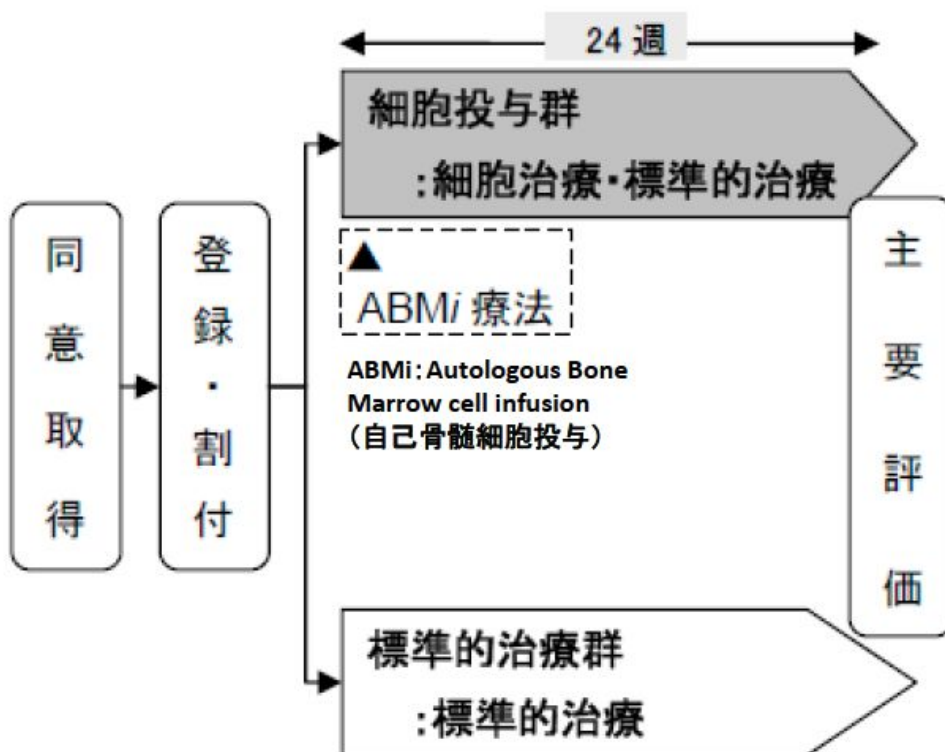 24 週
細胞投与群
:細胞治療・標準的治療
同意取得
登録・割付
▲
ABMi 療法
ABMi:Autologous Bone
Marrow cell infusion
(自己骨髄細胞投与)
主要評価
標準的治療群
:標準的治療